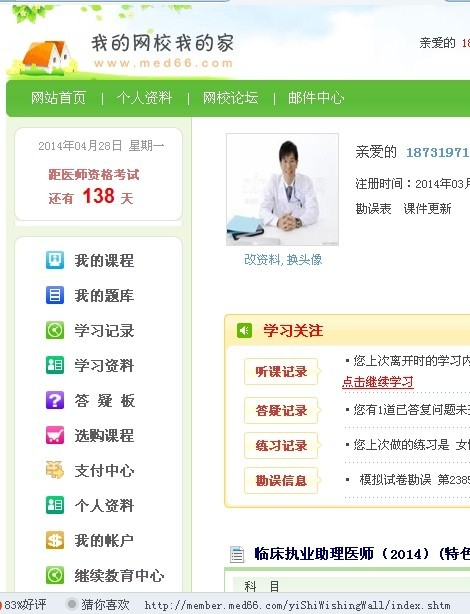 我的网校我的家
www.med66.com
亲爱的 18
网站首页 | 个人资料 | 网校论坛 | 邮件中心
2014年04月28日 星期一
距医师资格考试
还有 138 天
亲爱的 18731971
注册时间：2014年03月
勘误表 课件更新
改资料,换头像
我的课程
我的题库
学习记录
学习资料
答 疑 板
选购课程
支付中心
个人资料
我的帐户
继续教育中心
学习关注
听课记录
您上次离开时的学习内
点击继续学习
答疑记录
您有1道已答复问题未
练习记录
您上次做的练习是 女
勘误信息
模拟试卷勘误 第238
临床执业助理医师（2014）(特色
科 目
83%好评
猜你喜欢
http://member.med66.com/yiShiWishingWall/index.shtm